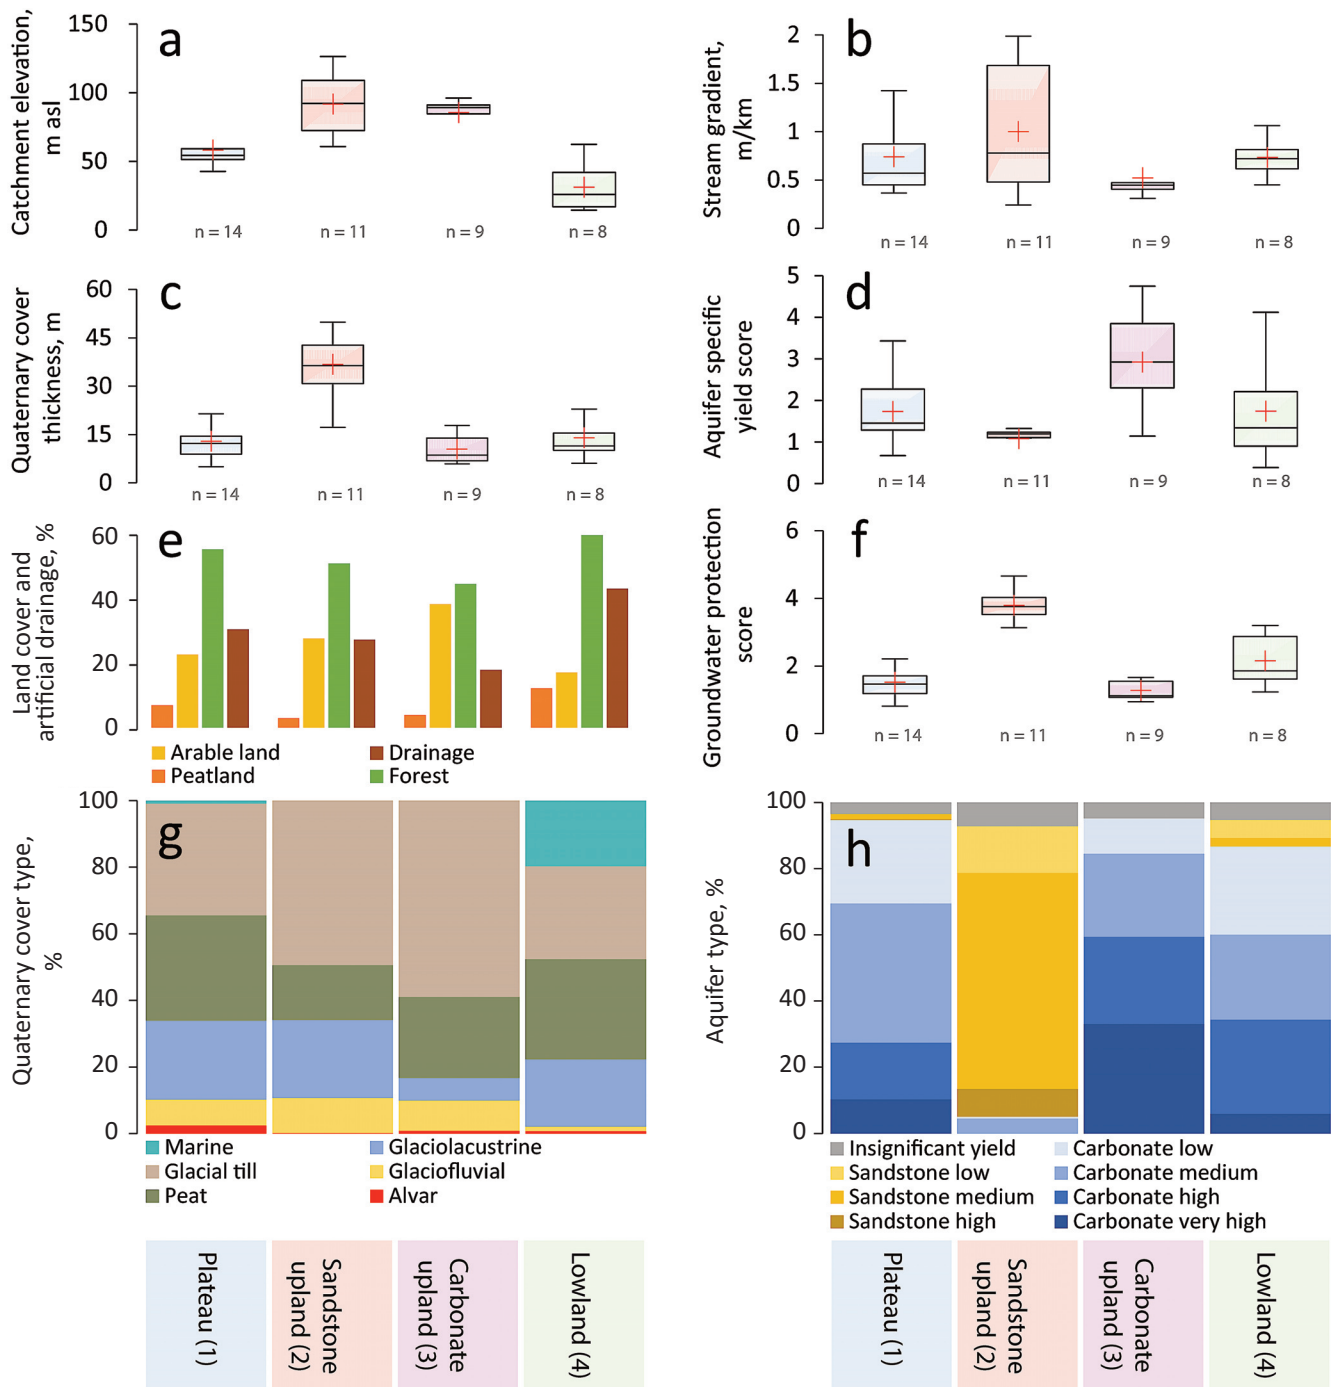 a
Catchment elevation,
m asl
150
100
50
0
n = 14
n = 11
n = 9
n = 8
b
Stream gradient,
m/km
2
1.5
1
0.5
0
n = 14
n = 11
n = 9
n = 8
c
Quaternary cover
thickness, m
60
45
30
15
0
n = 14
n = 11
n = 9
n = 8
d
Aquifer specific
yield score
5
4
3
2
1
0
n = 14
n = 11
n = 9
n = 8
e
Land cover and
artificial drainage, %
60
40
20
0
Arable land
Drainage
Peatland
Forest
f
Groundwater protection
score
6
4
2
0
n = 14
n = 11
n = 9
n = 8
g
Quaternary cover type,
%
100
80
60
40
20
0
Marine
Glaciolacustrine
Glacial till
Glaciofluvial
Peat
Alvar
h
Aquifer type, %
100
80
60
40
20
0
Insignificant yield
Carbonate low
Sandstone low
Carbonate medium
Sandstone medium
Carbonate high
Sandstone high
Carbonate very high
Plateau (1)
Sandstone
upland (2)
Carbonate
upland (3)
Lowland (4)
Plateau (1)
Sandstone
upland (2)
Carbonate
upland (3)
Lowland (4)